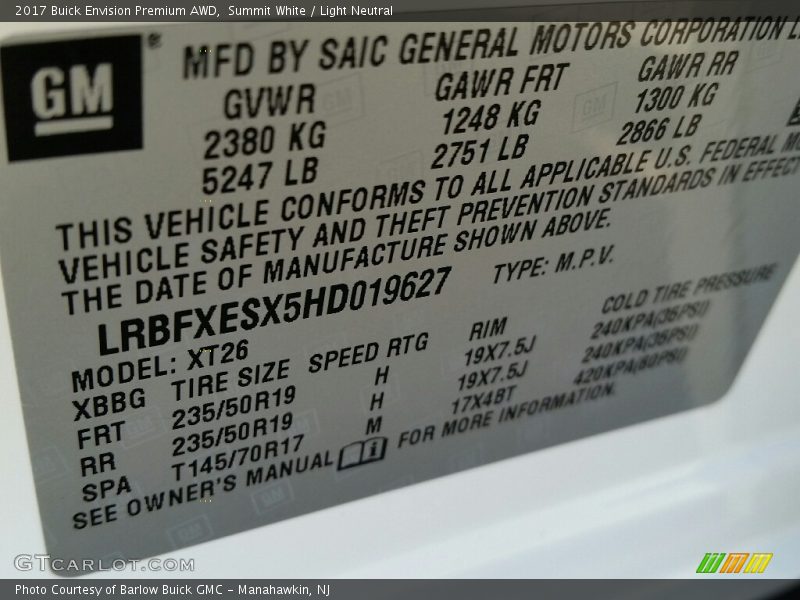 2017 Buick Envision Premium AWD, Summit White / Light Neutral
GM ®
MFD BY SAIC GENERAL MOTORS CORPORATION
GVWR GAWR FRT GAWR RR
2380 KG 1248 KG 1300 KG
5247 LB 2751 LB 2866 LB
THIS VEHICLE CONFORMS TO ALL APPLICABLE U.S. FEDERAL
VEHICLE SAFETY AND THEFT PREVENTION STANDARDS IN EFFECT
THE DATE OF MANUFACTURE SHOWN ABOVE.
LRBFXESX5HD019627 TYPE: M.P.V.
MODEL: XT26
XBBG TIRE SIZE SPEED RTG RIM COLD TIRE PRESSURE
FRT 235/50R19 H 19X7.5J 240KPA(35PSI)
RR 235/50R19 H 19X7.5J 240KPA(35PSI)
SPA T145/70R17 M 17X4BT 420KPA(60PSI)
SEE OWNER'S MANUAL FOR MORE INFORMATION.
GTCARLOT.COM
Photo Courtesy of Barlow Buick GMC – Manahawkin, NJ